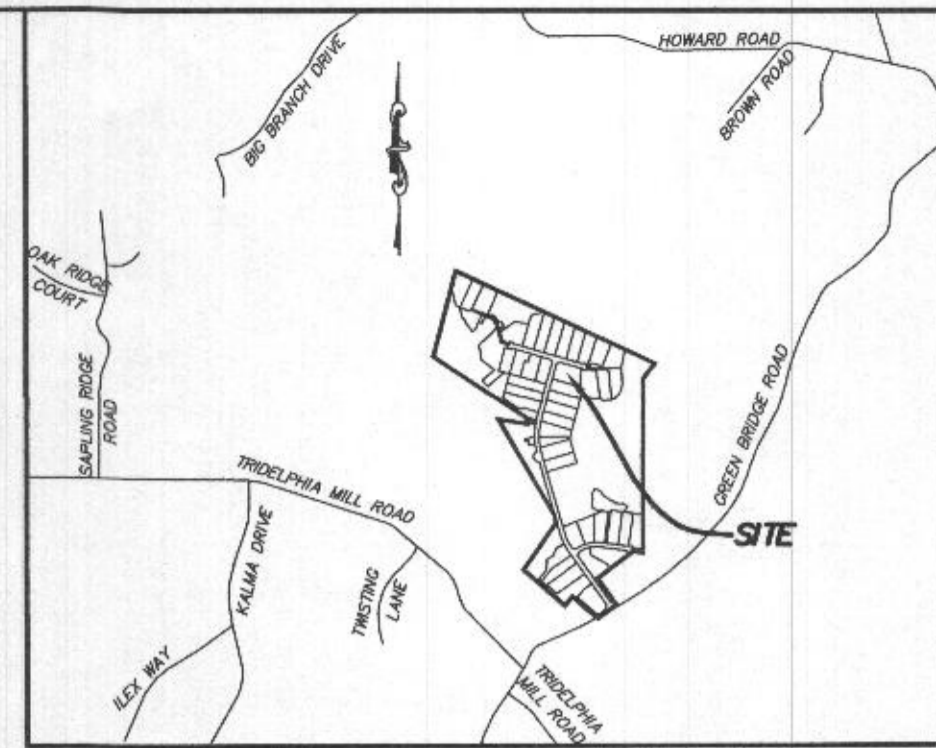 HOWARD ROAD
BIG BRANCH DRIVE
BROWN ROAD
OAK RIDGE
COURT
SAPLING RIDGE
ROAD
GREEN BRIDGE ROAD
TRIDELPHIA MILL ROAD
SITE
KALMA DRIVE
TWISTING
LANE
ILEX WAY
TRIDELPHIA
MILL ROAD